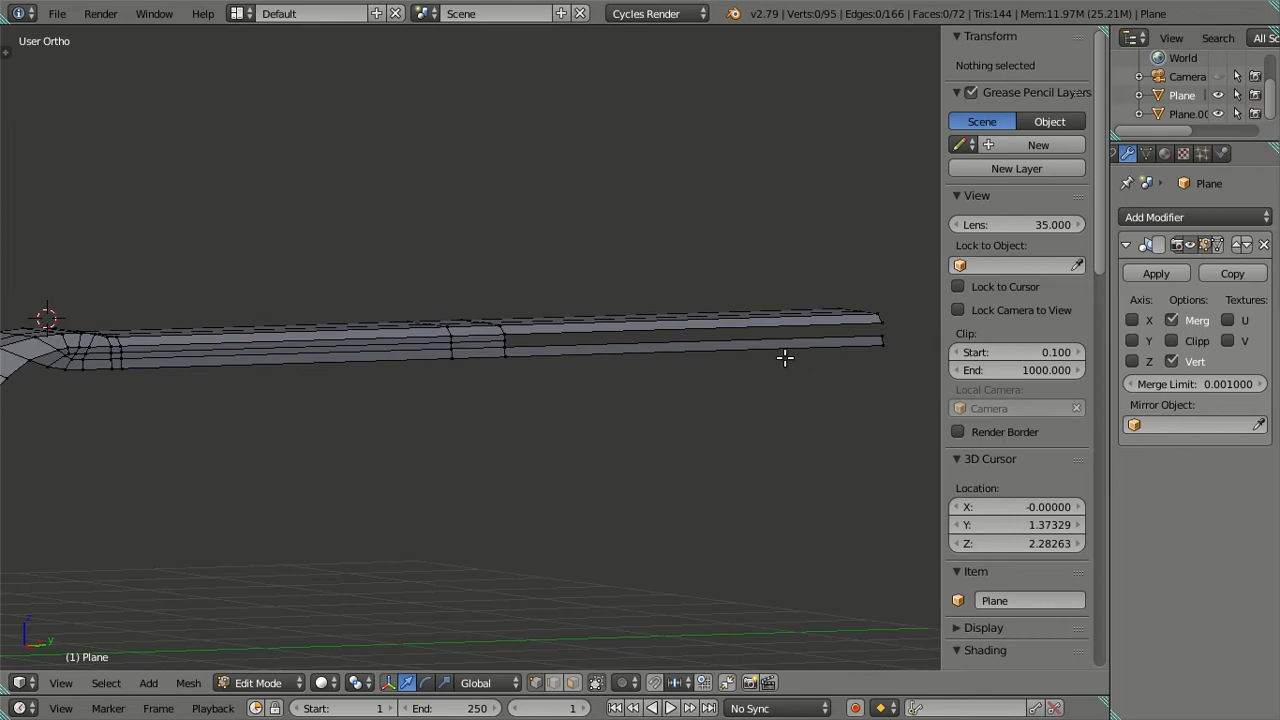 File Render Window Help Default Scene Cycles Render v2.79 | Verts:0/95 | Edges:0/166 | Faces:0/72 | Tris:144 | Mem:11.97M (25.21M) | Plane
User Ortho
Transform
Nothing selected
Grease Pencil Layers
Scene Object
New
New Layer
View
Lens: 35.000
Lock to Object:
Lock to Cursor
Lock Camera to View
Clip:
Start: 0.100
End: 1000.000
Local Camera:
Camera
Render Border
3D Cursor
Location:
X: -0.00000
Y: 1.37329
Z: 2.28263
Item
Plane
Display
Shading
View Search All Sc
World
Camera
Plane
Plane.00
Plane
Add Modifier
Apply Copy
Axis: Options: Textures:
X Merg U
Y Clipp V
Z Vert
Merge Limit: 0.001000
Mirror Object:
z
y
(1) Plane
View Select Add Mesh Edit Mode Global
View Marker Frame Playback Start: 1 End: 250 1 No Sync